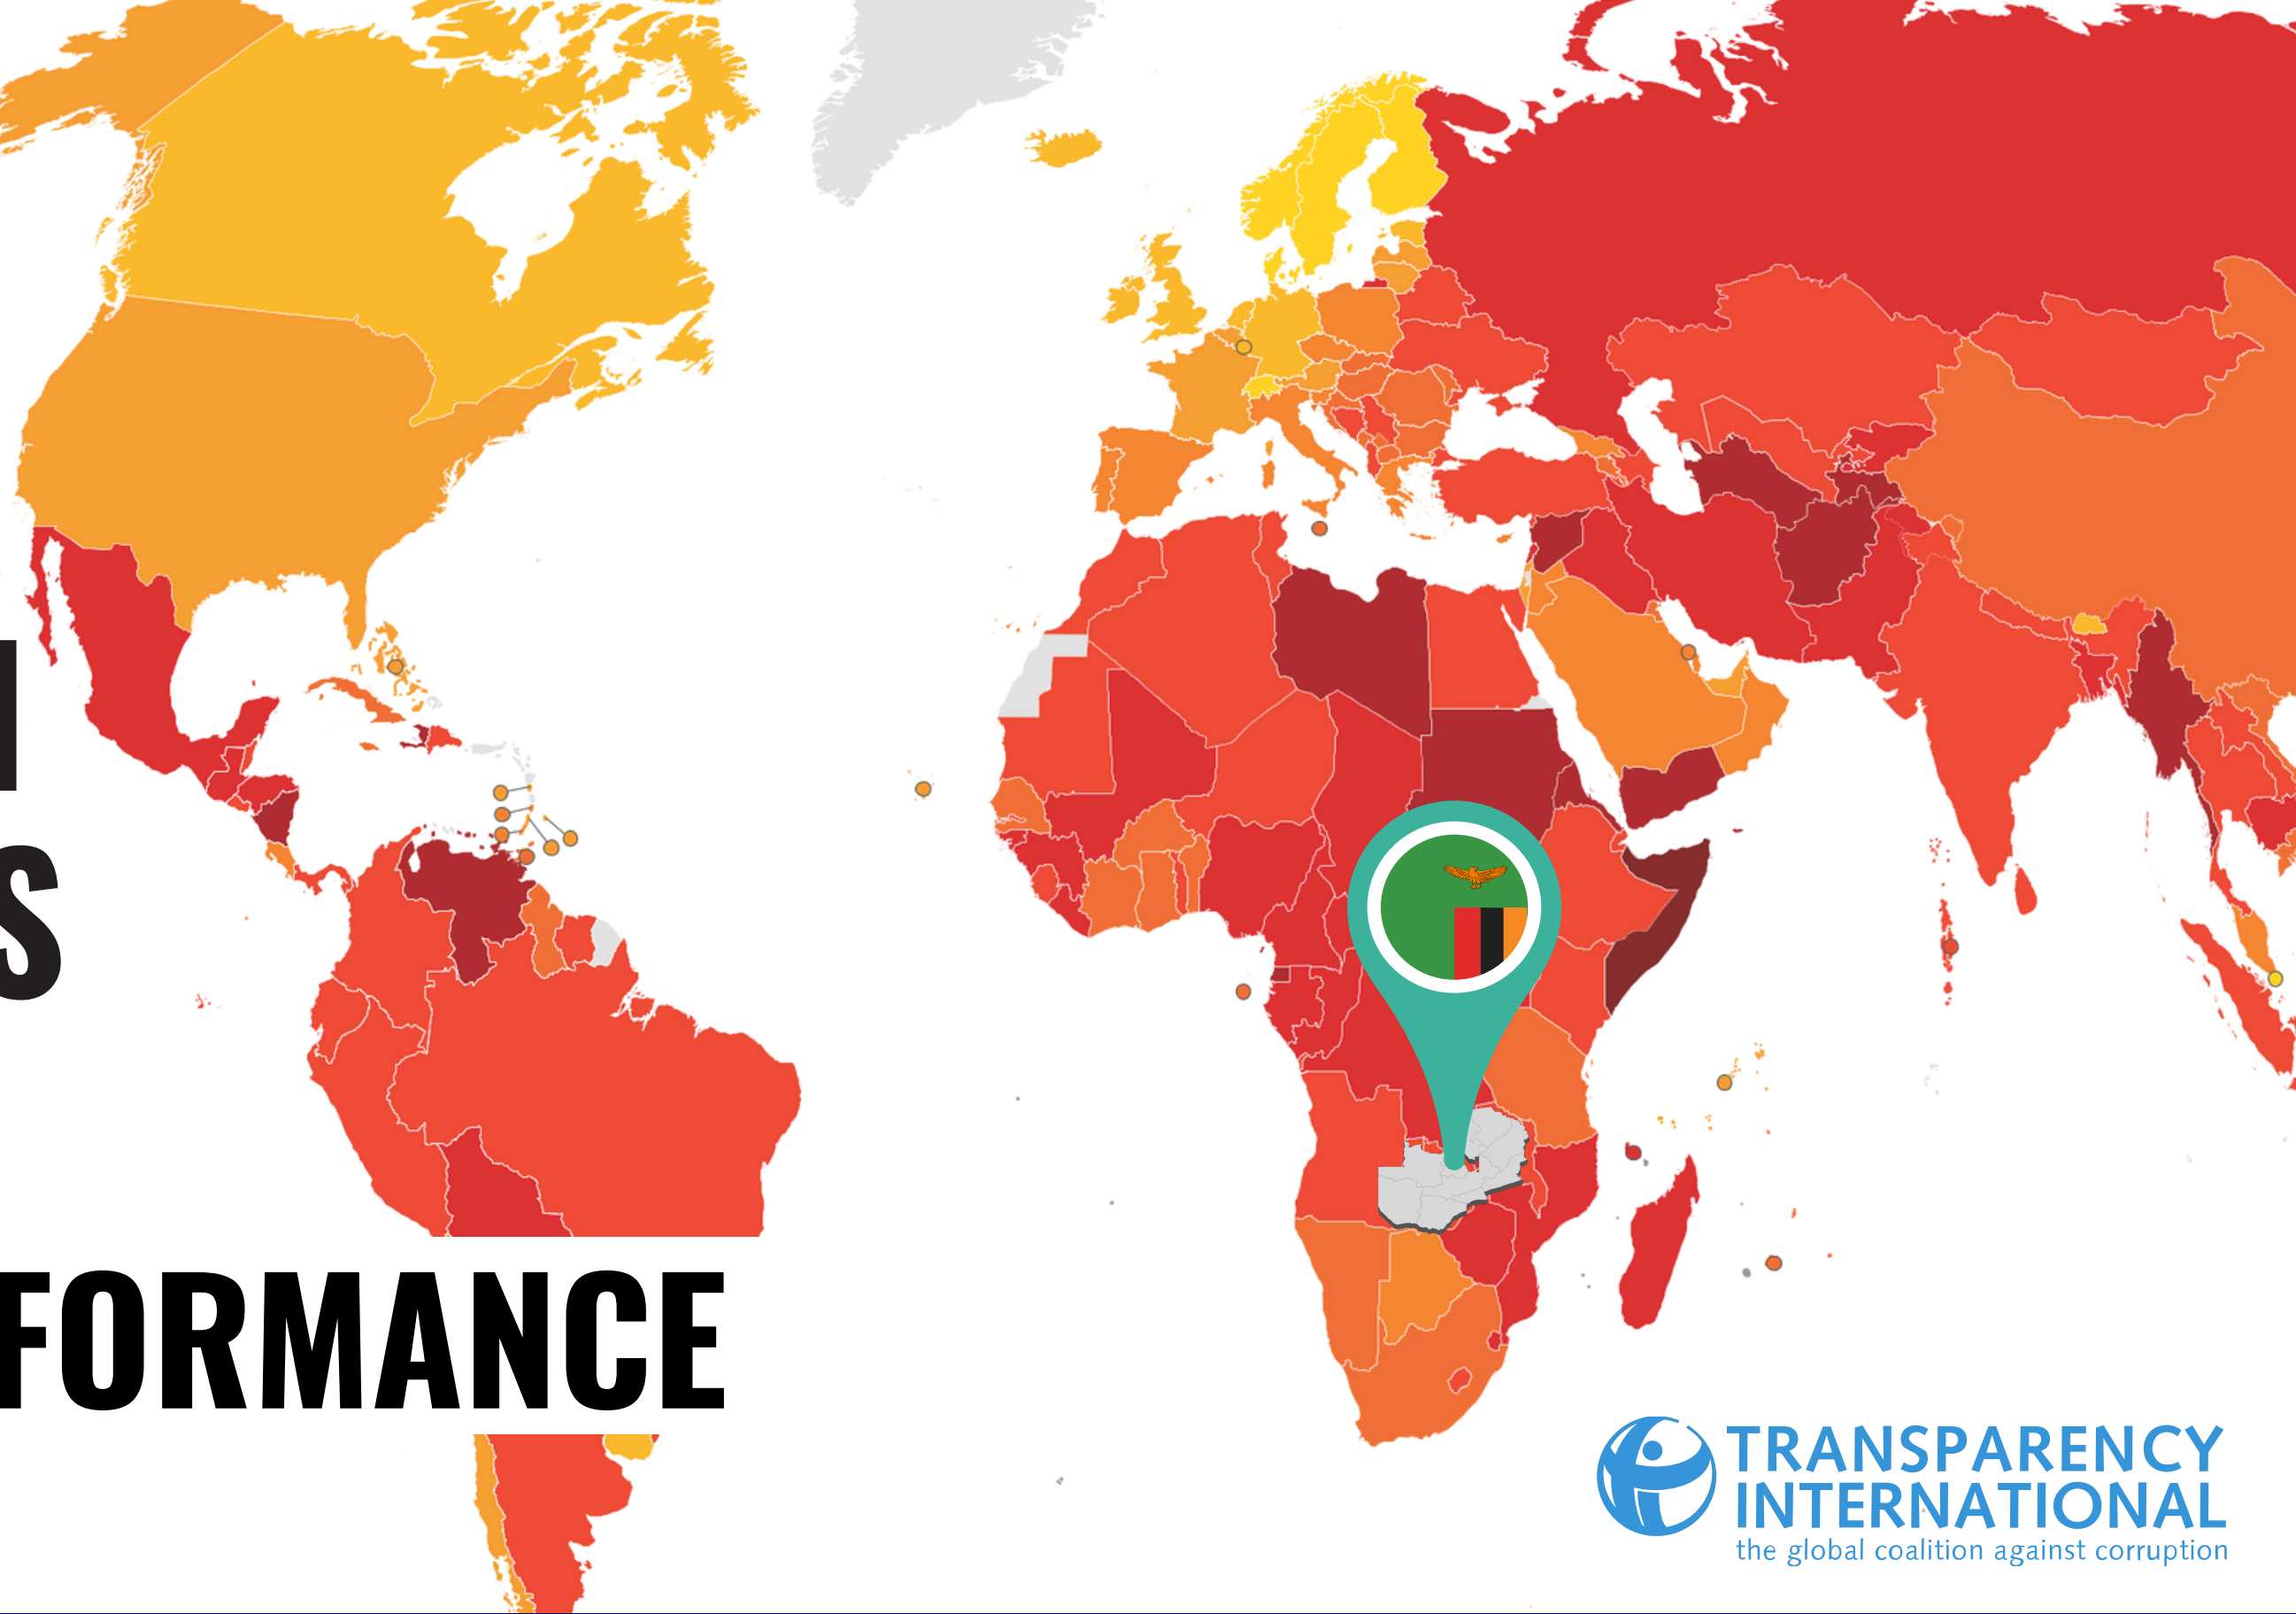 FORMANCE
TRANSPARENCY
INTERNATIONAL
the global coalition against corruption